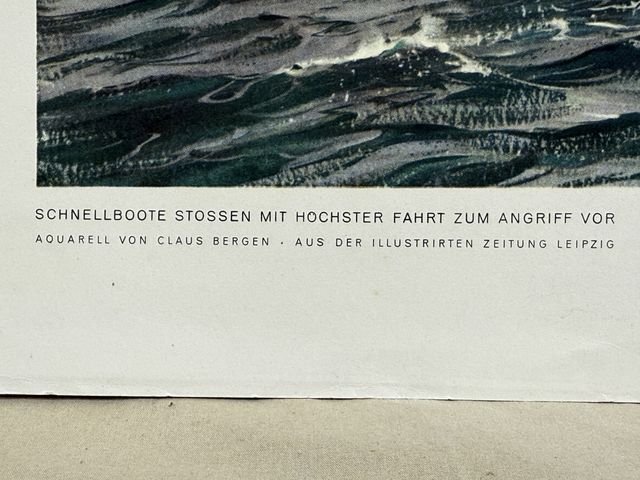 SCHNELLBOOTE STOSSEN MIT HÖCHSTER FAHRT ZUM ANGRIFF VOR
AQUARELL VON CLAUS BERGEN · AUS DER ILLUSTRIRTEN ZEITUNG LEIPZIG